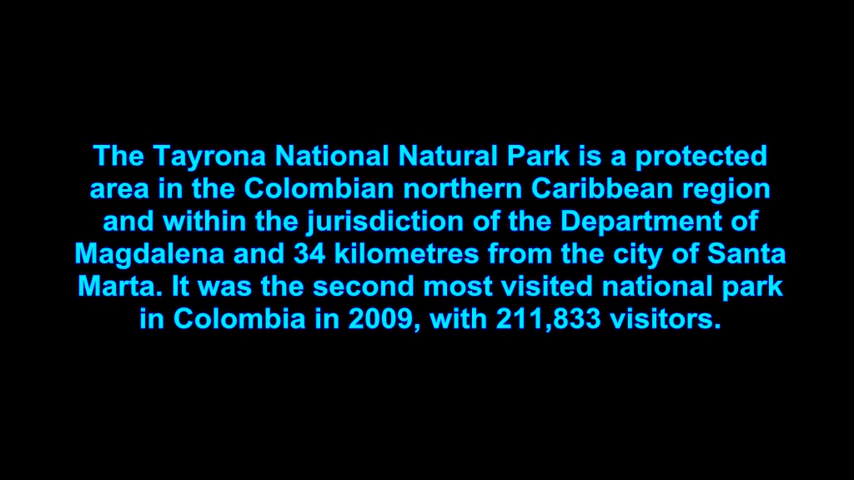 The Tayrona National Natural Park is a protected
area in the Colombian northern Caribbean region
and within the jurisdiction of the Department of
Magdalena and 34 kilometres from the city of Santa
Marta. It was the second most visited national park
in Colombia in 2009, with 211,833 visitors.